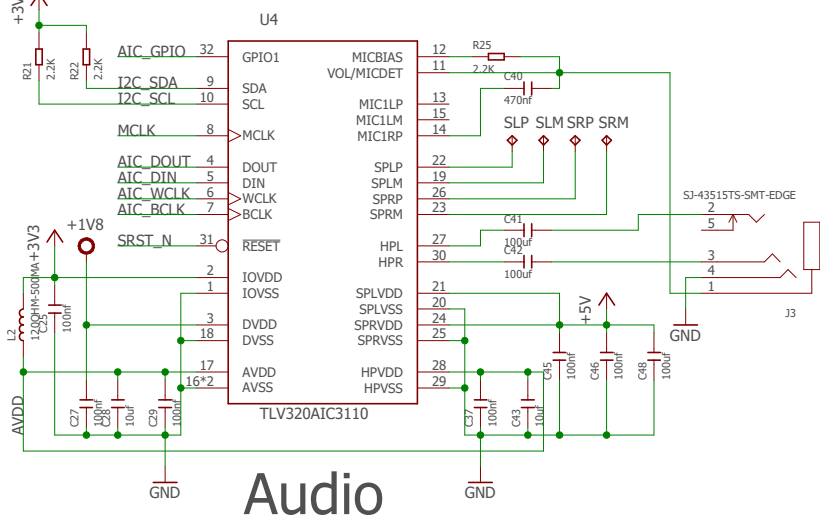 +3V3
R21
2.2K
R22
2.2K
U4
AIC_GPIO 32 GPIO1
I2C_SDA 9 SDA
I2C_SCL 10 SCL
MCLK 8 MCLK
AIC_DOUT 4 DOUT
AIC_DIN 5 DIN
AIC_WCLK 6 WCLK
AIC_BCLK 7 BCLK
SRST_N 31 RESET
2 IOVDD
1 IOVSS
3 DVDD
18 DVSS
17 AVDD
16*2 AVSS
MICBIAS 12
VOL/MICDET 11
MIC1LP 13
MIC1LM 15
MIC1RP 14
SPLP 22
SPLM 19
SPRP 26
SPRM 23
HPL 27
HPR 30
SPLVDD 21
SPLVSS 20
SPRVDD 24
SPRVSS 25
HPVDD 28
HPVSS 29
TLV320AIC3110
R25
2.2K
C40
470nf
SLP SLM SRP SRM
C41
100uf
C42
100uf
SJ-43515TS-SMT-EDGE
2
5
3
4
1
J3
GND
+5V
C45
100nf
C46
100nf
C48
100nf
C37
100nf
C43
10uf
GND
+1V8
+3V3
L2
120OHM-500MA
C25
100nf
AVDD
C27
100nf
C28
10uf
C29
100nf
GND
Audio